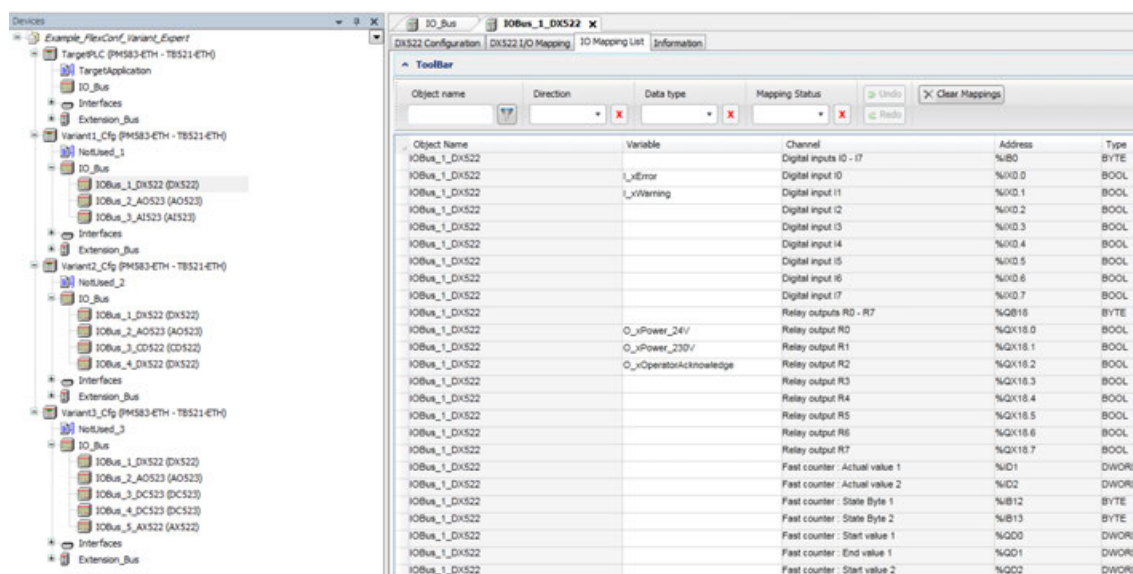 Devices
Example_FlexConf_Variant_Expert
TargetPLC (PM583-ETH - TB521-ETH)
TargetApplication
IO_Bus
Interfaces
Extension_Bus
Variant1_Cfg (PM583-ETH - TB521-ETH)
NotUsed_1
IO_Bus
IOBus_1_DX522 (DX522)
IOBus_2_AO523 (AO523)
IOBus_3_AI523 (AI523)
Interfaces
Extension_Bus
Variant2_Cfg (PM583-ETH - TB521-ETH)
NotUsed_2
IO_Bus
IOBus_1_DX522 (DX522)
IOBus_2_AO523 (AO523)
IOBus_3_CD522 (CD522)
IOBus_4_DX522 (DX522)
Interfaces
Extension_Bus
Variant3_Cfg (PM583-ETH - TB521-ETH)
NotUsed_3
IO_Bus
IOBus_1_DX522 (DX522)
IOBus_2_AO523 (AO523)
IOBus_3_DC523 (DC523)
IOBus_4_DC523 (DC523)
IOBus_5_AX522 (AX522)
Interfaces
Extension_Bus
IO_Bus IOBus_1_DX522
DX522 Configuration DX522 I/O Mapping IO Mapping List Information
ToolBar
Object name Direction Data type Mapping Status Undo Clear Mappings
Redo
Object Name Variable Channel Address Type
IOBus_1_DX522 Digital inputs I0 - I7 %IB0 BYTE
IOBus_1_DX522 I_xError Digital input I0 %IX0.0 BOOL
IOBus_1_DX522 I_xWarning Digital input I1 %IX0.1 BOOL
IOBus_1_DX522 Digital input I2 %IX0.2 BOOL
IOBus_1_DX522 Digital input I3 %IX0.3 BOOL
IOBus_1_DX522 Digital input I4 %IX0.4 BOOL
IOBus_1_DX522 Digital input I5 %IX0.5 BOOL
IOBus_1_DX522 Digital input I6 %IX0.6 BOOL
IOBus_1_DX522 Digital input I7 %IX0.7 BOOL
IOBus_1_DX522 Relay outputs R0 - R7 %QB18 BYTE
IOBus_1_DX522 O_xPower_24V Relay output R0 %QX18.0 BOOL
IOBus_1_DX522 O_xPower_230V Relay output R1 %QX18.1 BOOL
IOBus_1_DX522 O_xOperatorAcknowledge Relay output R2 %QX18.2 BOOL
IOBus_1_DX522 Relay output R3 %QX18.3 BOOL
IOBus_1_DX522 Relay output R4 %QX18.4 BOOL
IOBus_1_DX522 Relay output R5 %QX18.5 BOOL
IOBus_1_DX522 Relay output R6 %QX18.6 BOOL
IOBus_1_DX522 Relay output R7 %QX18.7 BOOL
IOBus_1_DX522 Fast counter : Actual value 1 %ID1 DWOR
IOBus_1_DX522 Fast counter : Actual value 2 %ID2 DWOR
IOBus_1_DX522 Fast counter : State Byte 1 %IB12 BYTE
IOBus_1_DX522 Fast counter : State Byte 2 %IB13 BYTE
IOBus_1_DX522 Fast counter : Start value 1 %QD0 DWOR
IOBus_1_DX522 Fast counter : End value 1 %QD1 DWOR
IOBus_1_DX522 Fast counter : Start value 2 %QD2 DWOR